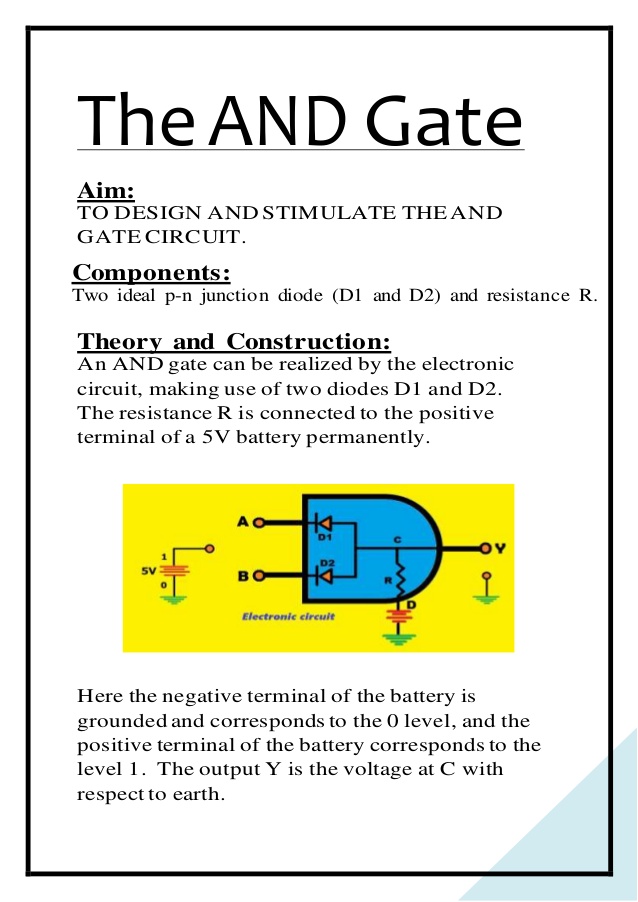 The AND Gate
Aim:
TO DESIGN AND STIMULATE THE AND
GATE CIRCUIT.
Components:
Two ideal p-n junction diode (D1 and D2) and resistance R.
Theory and Construction:
An AND gate can be realized by the electronic
circuit, making use of two diodes D1 and D2.
The resistance R is connected to the positive
terminal of a 5V battery permanently.
A
D1
C
Y
1
5V
0
B
D2
R
D
Electronic circuit
Here the negative terminal of the battery is
grounded and corresponds to the 0 level, and the
positive terminal of the battery corresponds to the
level 1. The output Y is the voltage at C with
respect to earth.